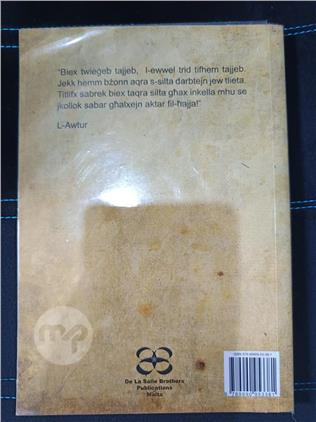 "Biex twieġeb tajjeb, l-ewwel trid tifhem tajjeb.
Jekk hemm bżonn aqra s-silta darbtejn jew tlieta.
Titlifx sabrek biex taqra silta għax inkella mhu se
jkollok sabar għalxejn aktar fil-ħajja!"
L-Awtur
De La Salle Brothers
Publications
Malta